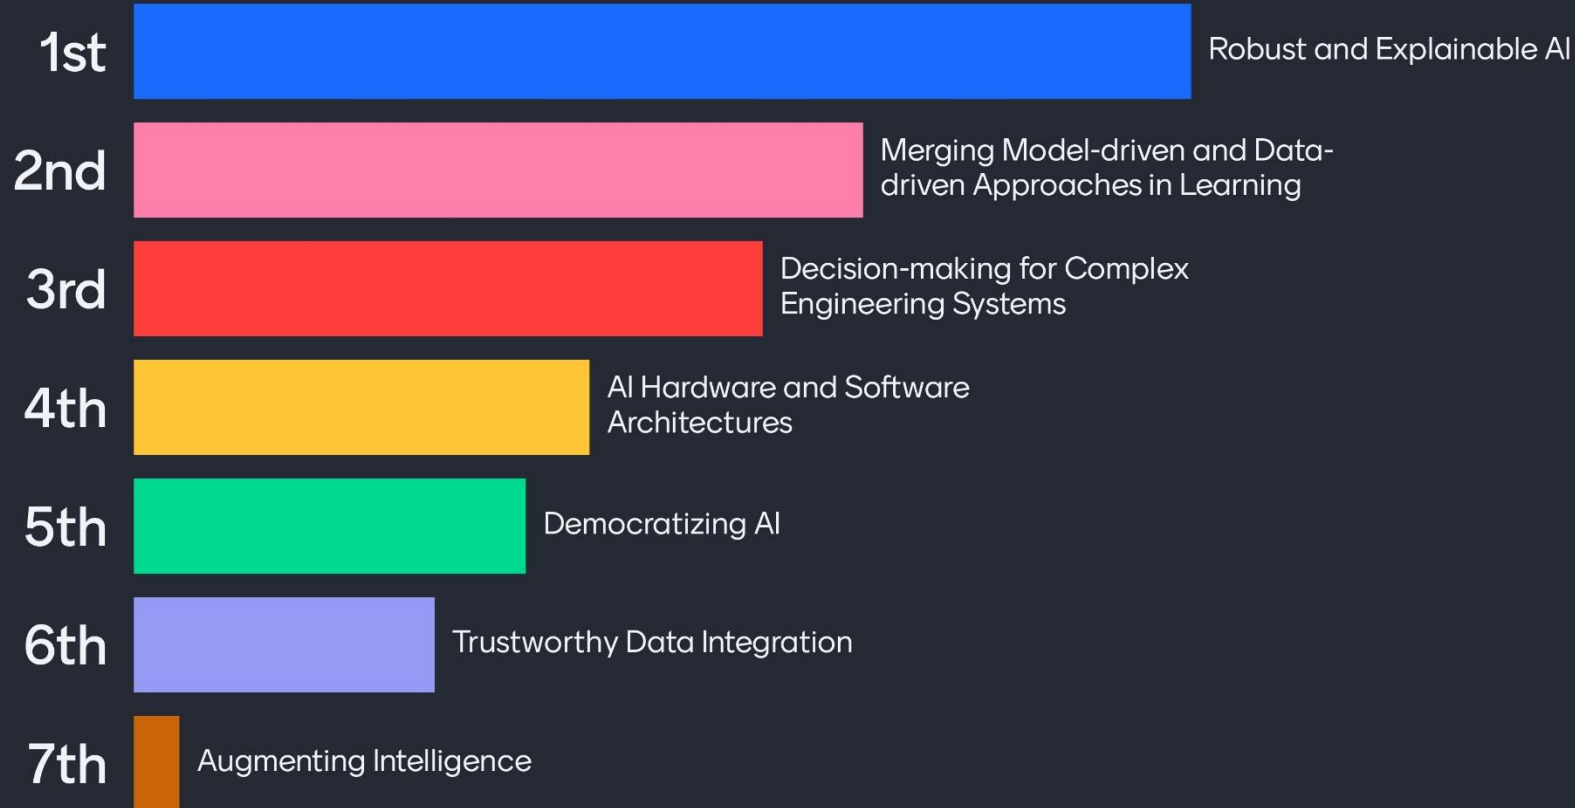 1st
Robust and Explainable AI
2nd
Merging Model-driven and Data-
driven Approaches in Learning
3rd
Decision-making for Complex
Engineering Systems
4th
AI Hardware and Software
Architectures
5th
Democratizing AI
6th
Trustworthy Data Integration
7th
Augmenting Intelligence